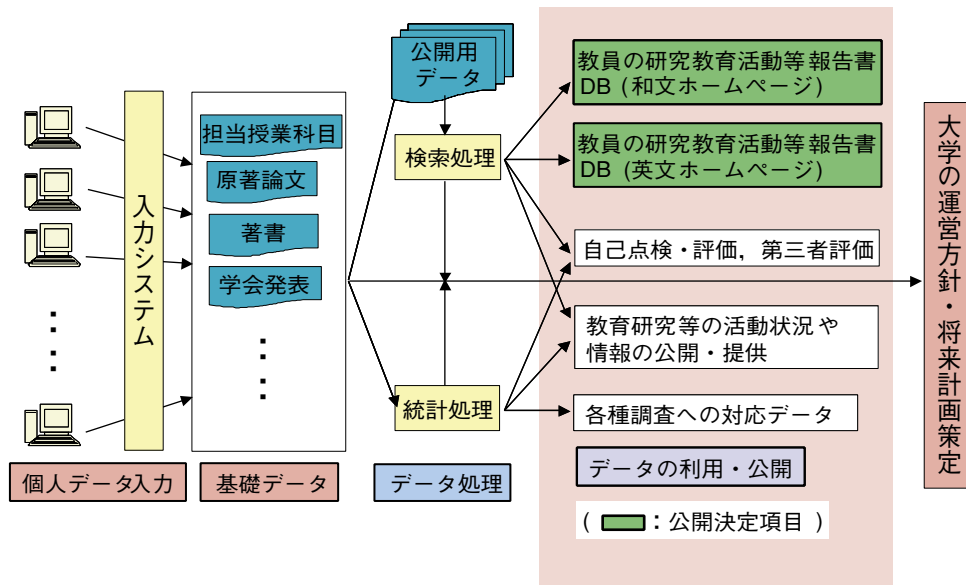 公開用
データ
教員の研究教育活動等報告書
DB (和文ホームページ)
教員の研究教育活動等報告書
DB (英文ホームページ)
入力システム
担当授業科目
原著論文
著書
学会発表
検索処理
統計処理
自己点検・評価，第三者評価
教育研究等の活動状況や
情報の公開・提供
各種調査への対応データ
大学の運営方針・将来計画策定
個人データ入力
基礎データ
データ処理
データの利用・公開
( ：公開決定項目 )